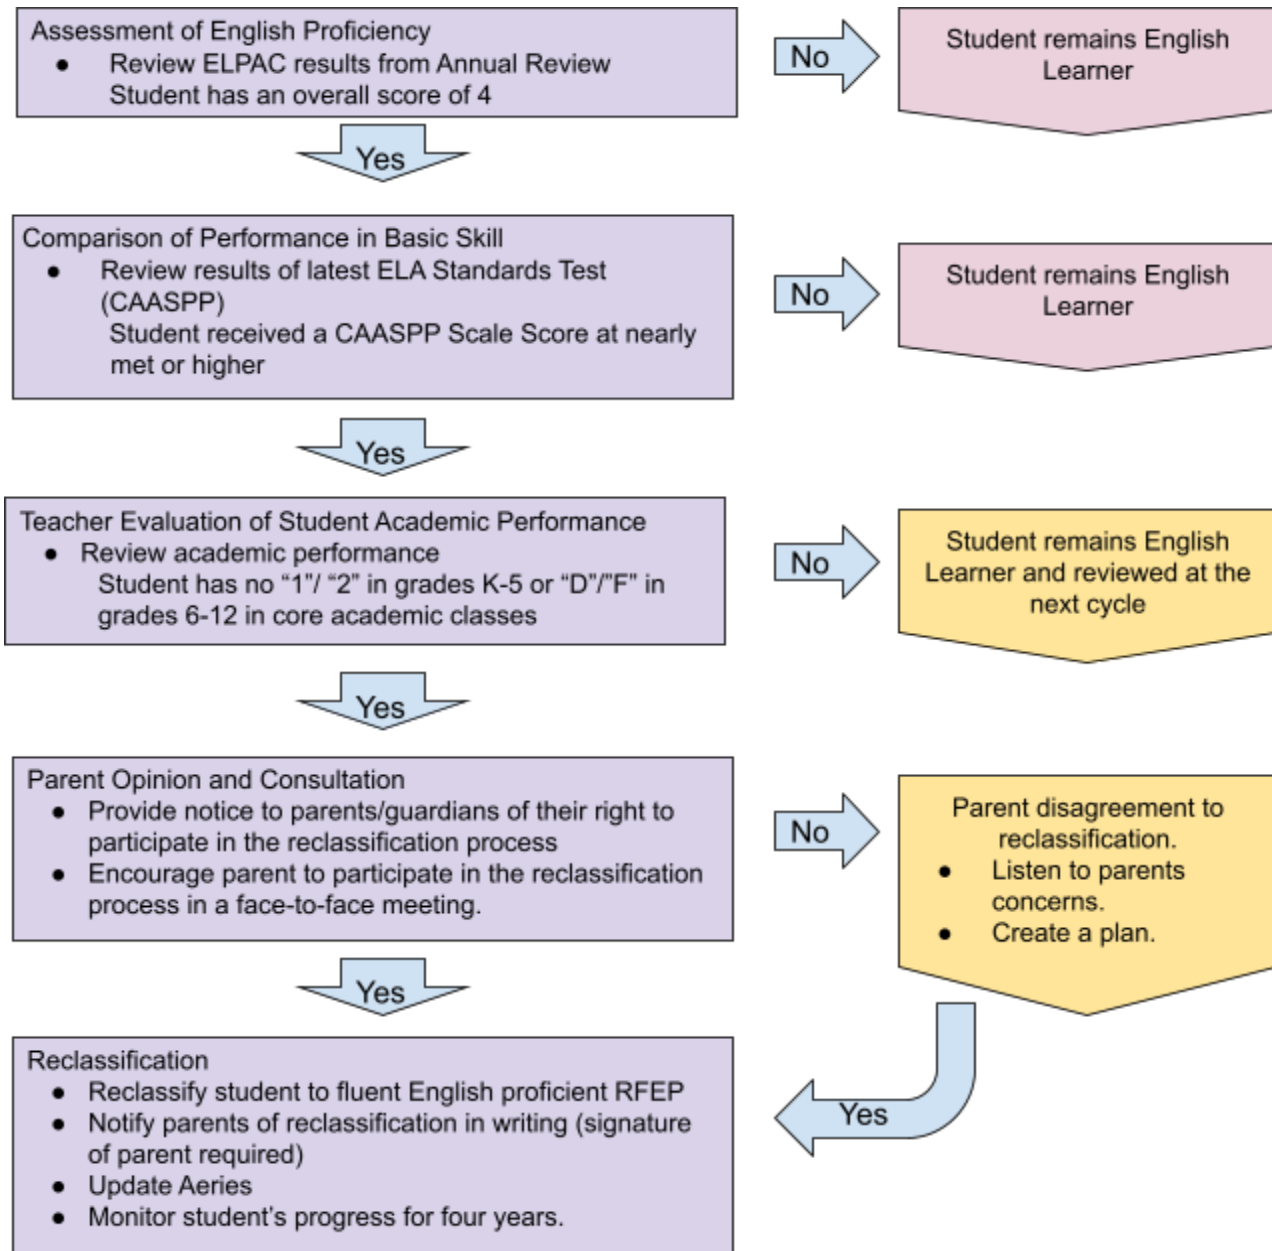 Assessment of English Proficiency
● Review ELPAC results from Annual Review
Student has an overall score of 4
No
Student remains English
Learner
Yes
Comparison of Performance in Basic Skill
● Review results of latest ELA Standards Test
(CAASPP)
Student received a CAASPP Scale Score at nearly
met or higher
No
Student remains English
Learner
Yes
Teacher Evaluation of Student Academic Performance
● Review academic performance
Student has no “1”/ “2” in grades K-5 or “D”/”F” in
grades 6-12 in core academic classes
No
Student remains English
Learner and reviewed at the
next cycle
Yes
Parent Opinion and Consultation
● Provide notice to parents/guardians of their right to
participate in the reclassification process
● Encourage parent to participate in the reclassification
process in a face-to-face meeting.
No
Parent disagreement to
reclassification.
● Listen to parents
concerns.
● Create a plan.
Yes
Reclassification
● Reclassify student to fluent English proficient RFEP
● Notify parents of reclassification in writing (signature
of parent required)
● Update Aeries
● Monitor student’s progress for four years.
Yes